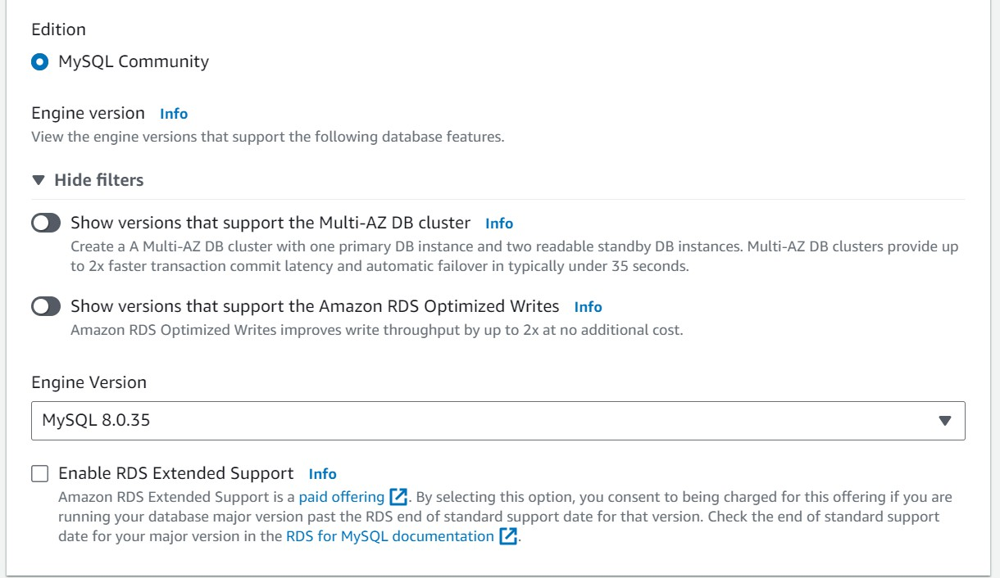 Edition
MySQL Community
Engine version Info
View the engine versions that support the following database features.
Hide filters
Show versions that support the Multi-AZ DB cluster Info
Create a A Multi-AZ DB cluster with one primary DB instance and two readable standby DB instances. Multi-AZ DB clusters provide up
to 2x faster transaction commit latency and automatic failover in typically under 35 seconds.
Show versions that support the Amazon RDS Optimized Writes Info
Amazon RDS Optimized Writes improves write throughput by up to 2x at no additional cost.
Engine Version
MySQL 8.0.35
Enable RDS Extended Support Info
Amazon RDS Extended Support is a paid offering. By selecting this option, you consent to being charged for this offering if you are
running your database major version past the RDS end of standard support date for that version. Check the end of standard support
date for your major version in the RDS for MySQL documentation.